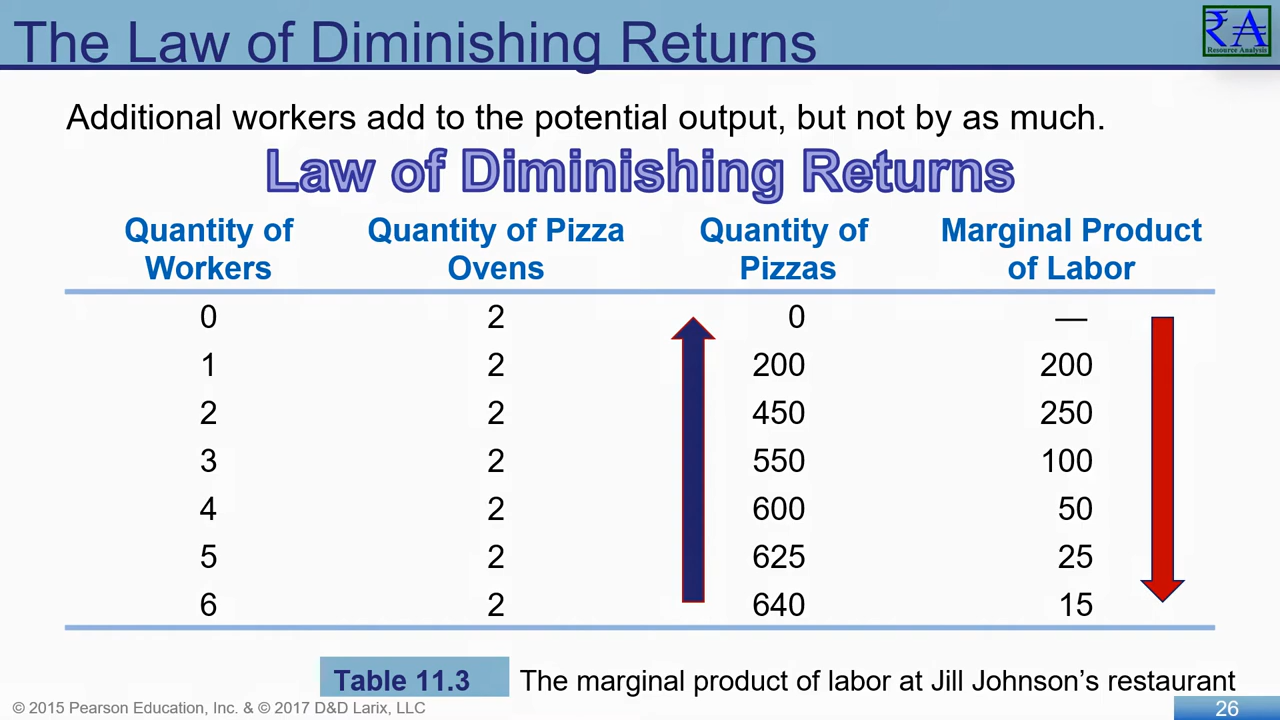 The Law of Diminishing Returns
₹A
Resource Analysis
Additional workers add to the potential output, but not by as much.
Law of Diminishing Returns
Quantity of Workers Quantity of Pizza Ovens Quantity of Pizzas Marginal Product of Labor
0 2 0 —
1 2 200 200
2 2 450 250
3 2 550 100
4 2 600 50
5 2 625 25
6 2 640 15
Table 11.3 The marginal product of labor at Jill Johnson’s restaurant
© 2015 Pearson Education, Inc. & © 2017 D&D Larix, LLC
26